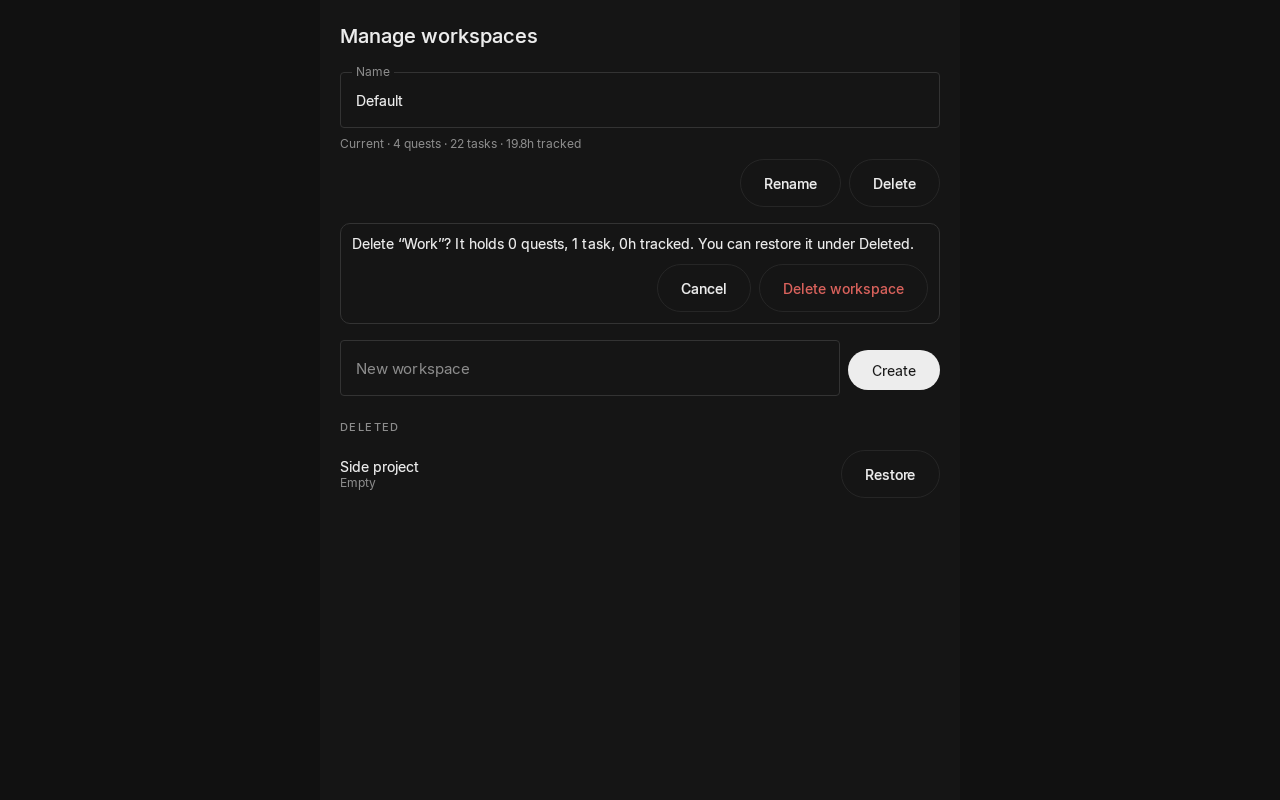 Manage workspaces
Name
Default
Current · 4 quests · 22 tasks · 19.8h tracked
Rename
Delete
Delete “Work”? It holds 0 quests, 1 task, 0h tracked. You can restore it under Deleted.
Cancel
Delete workspace
New workspace
Create
DELETED
Side project
Empty
Restore